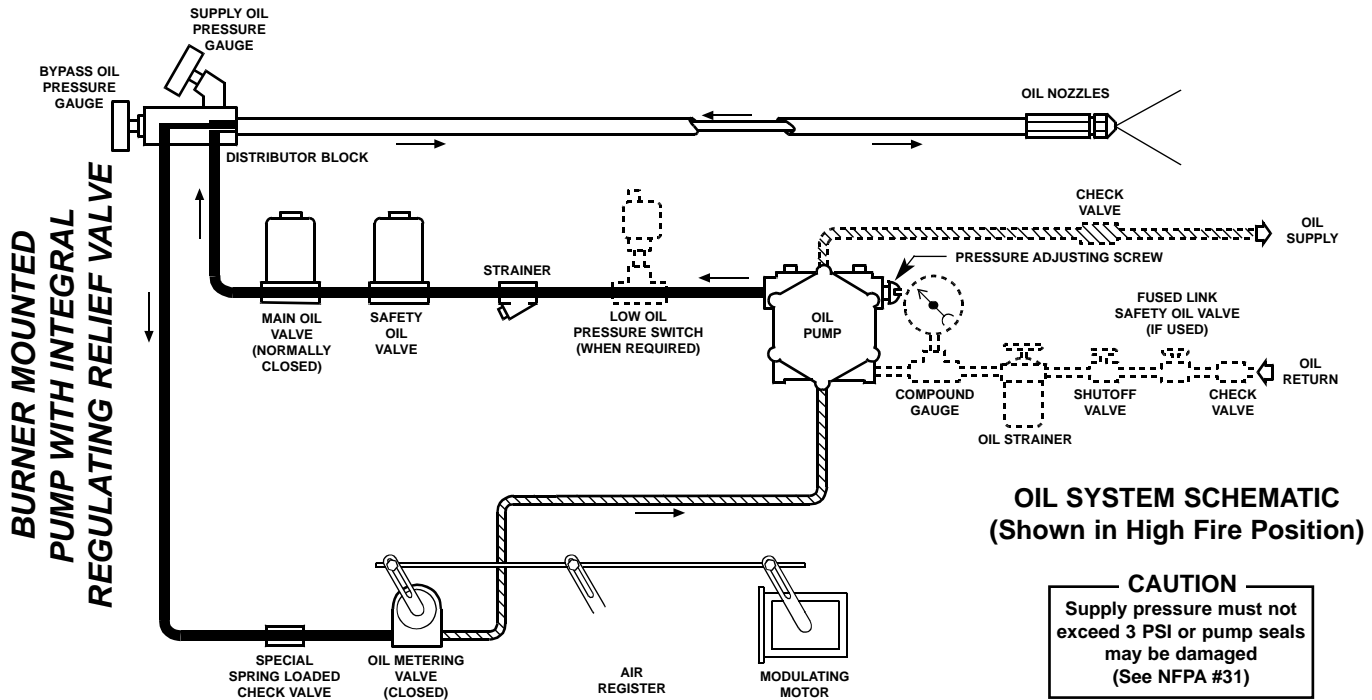 SUPPLY OIL
PRESSURE
GAUGE
BYPASS OIL
PRESSURE
GAUGE
OIL NOZZLES
DISTRIBUTOR BLOCK
BURNER MOUNTED
PUMP WITH INTEGRAL
REGULATING RELIEF VALVE
CHECK
VALVE
OIL
SUPPLY
PRESSURE ADJUSTING SCREW
STRAINER
MAIN OIL
VALVE
(NORMALLY
CLOSED)
SAFETY
OIL
VALVE
LOW OIL
PRESSURE SWITCH
(WHEN REQUIRED)
OIL
PUMP
FUSED LINK
SAFETY OIL VALVE
(IF USED)
OIL
RETURN
COMPOUND
GAUGE
OIL STRAINER
SHUTOFF
VALVE
CHECK
VALVE
OIL SYSTEM SCHEMATIC
(Shown in High Fire Position)
CAUTION
Supply pressure must not
exceed 3 PSI or pump seals
may be damaged
(See NFPA #31)
SPECIAL
SPRING LOADED
CHECK VALVE
OIL METERING
VALVE
(CLOSED)
AIR
REGISTER
MODULATING
MOTOR